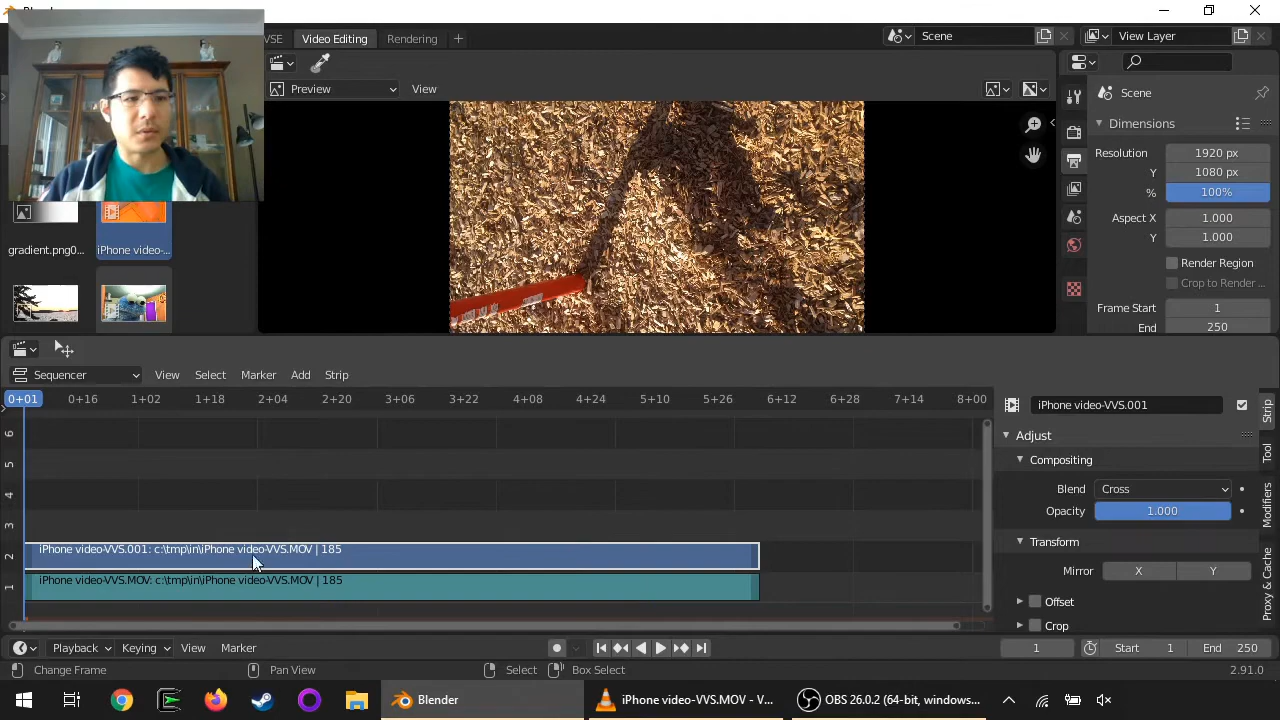 VSE Video Editing Rendering + Scene View Layer
Preview View
Scene
Dimensions
Resolution 1920 px
Y 1080 px
% 100%
Aspect X 1.000
Y 1.000
Render Region
Crop to Render ...
Frame Start 1
End 250
gradient.png0... iPhone video-...
Sequencer View Select Marker Add Strip
0+01 0+16 1+02 1+18 2+04 2+20 3+06 3+22 4+08 4+24 5+10 5+26 6+12 6+28 7+14 8+00
6
5
4
3
2
1
iPhone video-VVS.001: c:\tmp\in\iPhone video-VVS.MOV | 185
iPhone video-VVS.MOV: c:\tmp\in\iPhone video-VVS.MOV | 185
iPhone video-VVS.001
Adjust
Compositing
Blend Cross
Opacity 1.000
Transform
Mirror X Y
Offset
Crop
Strip
Tool
Modifiers
Proxy & Cache
Playback Keying View Marker 1 Start 1 End 250
Change Frame Pan View Select Box Select 2.91.0
Blender iPhone video-VVS.MOV - V... OBS 26.0.2 (64-bit, windows...